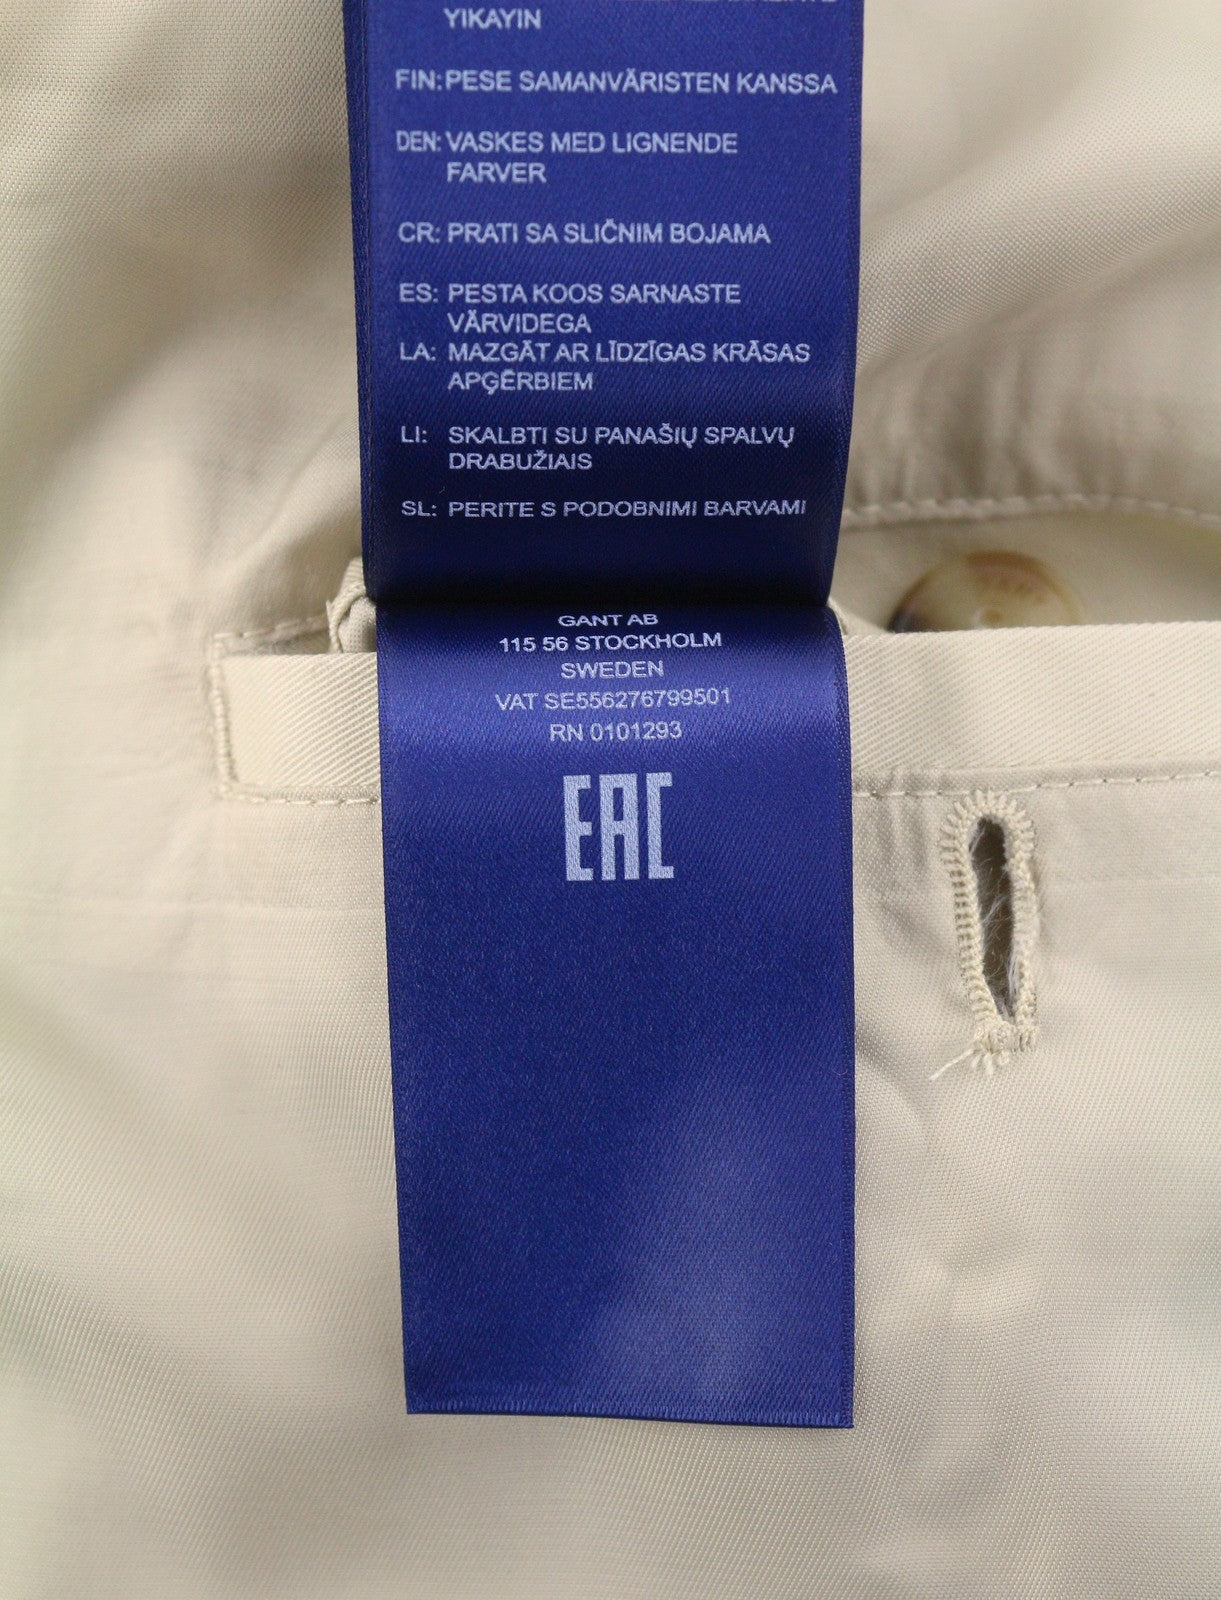 YIKAYIN
FIN: PESE SAMANVÄRISTEN KANSSA
DEN: VASKES MED LIGNENDE
FARVER
CR: PRATI SA SLIČNIM BOJAMA
ES: PESTA KOOS SARNASTE
VÄRVIDEGA
LA: MAZGĀT AR LĪDZĪGAS KRĀSAS
APĢĒRBIEM
LI: SKALBTI SU PANAŠIŲ SPALVŲ
DRABUŽIAIS
SL: PERITE S PODOBNIMI BARVAMI
GANT AB
115 56 STOCKHOLM
SWEDEN
VAT SE556276799501
RN 0101293
EAC